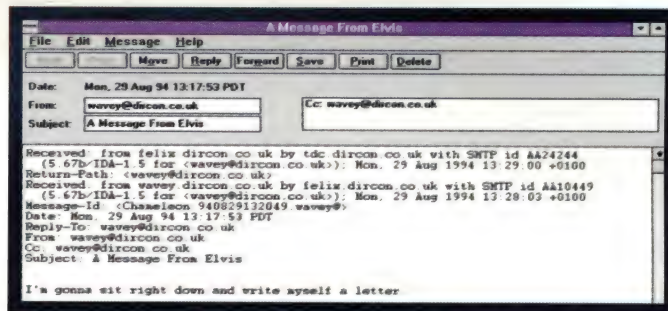 A Message From Elvis
File Edit Message Help
Move Reply Forward Save Print Delete
Date: Mon, 29 Aug 94 13:17:53 PDT
From: wavey@dircon.co.uk
Cc: wavey@dircon.co.uk
Subject: A Message From Elvis
Received: from felix.dircon.co.uk by tdc.dircon.co.uk with SMTP id AA24244
(5.67b/IDA-1.5 for <wavey@dircon.co.uk>); Mon, 29 Aug 1994 13:29:00 +0100
Return-Path: <wavey@dircon.co.uk>
Received: from wavey.dircon.co.uk by felix.dircon.co.uk with SMTP id AA10449
(5.67b/IDA-1.5 for <wavey@dircon.co.uk>); Mon, 29 Aug 1994 13:28:03 +0100
Message-Id: <Chameleon.940829132049.wavey@>
Date: Mon, 29 Aug 94 13:17:53 PDT
Reply-To: wavey@dircon.co.uk
From: wavey@dircon.co.uk
Cc: wavey@dircon.co.uk
Subject: A Message From Elvis
I'm gonna sit right down and write myself a letter